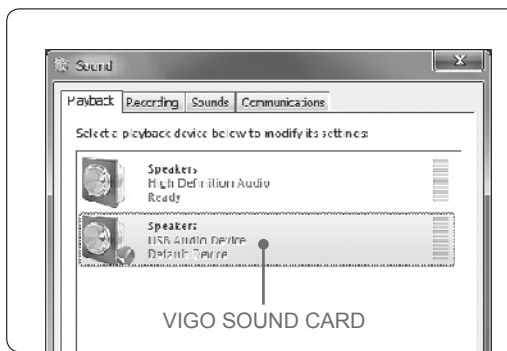 Sound
Playback Recording Sounds Communications
Select a playback device below to modify its settings:
Speakers
High Definition Audio
Ready
Speakers
USB Audio Device
Default Device
VIGO SOUND CARD